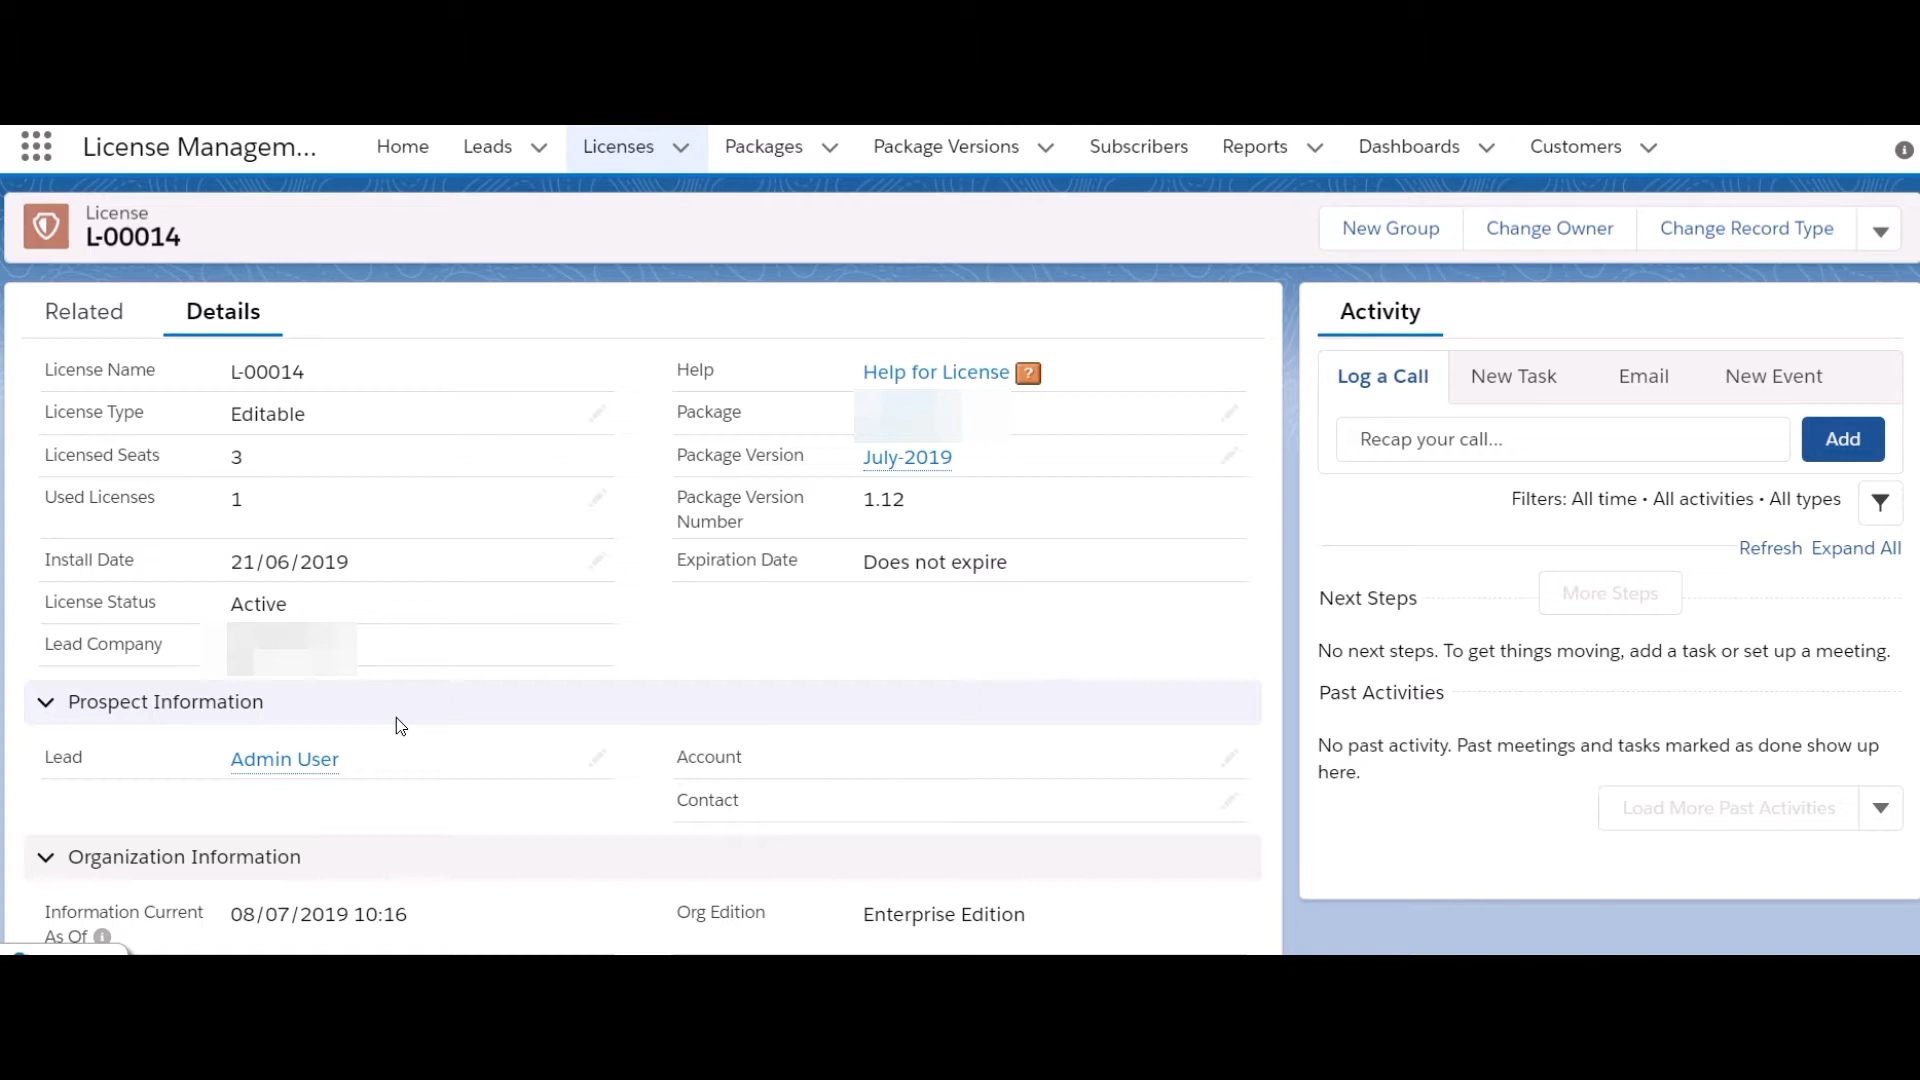 License Managem...
Home
Leads
Licenses
Packages
Package Versions
Subscribers
Reports
Dashboards
Customers
License
L-00014
New Group
Change Owner
Change Record Type
Related
Details
License Name
L-00014
Help
Help for License ?
License Type
Editable
Package
Licensed Seats
3
Package Version
July-2019
Used Licenses
1
Package Version
Number
1.12
Install Date
21/06/2019
Expiration Date
Does not expire
License Status
Active
Lead Company
Prospect Information
Lead
Admin User
Account
Contact
Organization Information
Information Current
As Of
08/07/2019 10:16
Org Edition
Enterprise Edition
Activity
Log a Call
New Task
Email
New Event
Recap your call...
Add
Filters: All time • All activities • All types
Refresh
Expand All
Next Steps
More Steps
No next steps. To get things moving, add a task or set up a meeting.
Past Activities
No past activity. Past meetings and tasks marked as done show up
here.
Load More Past Activities